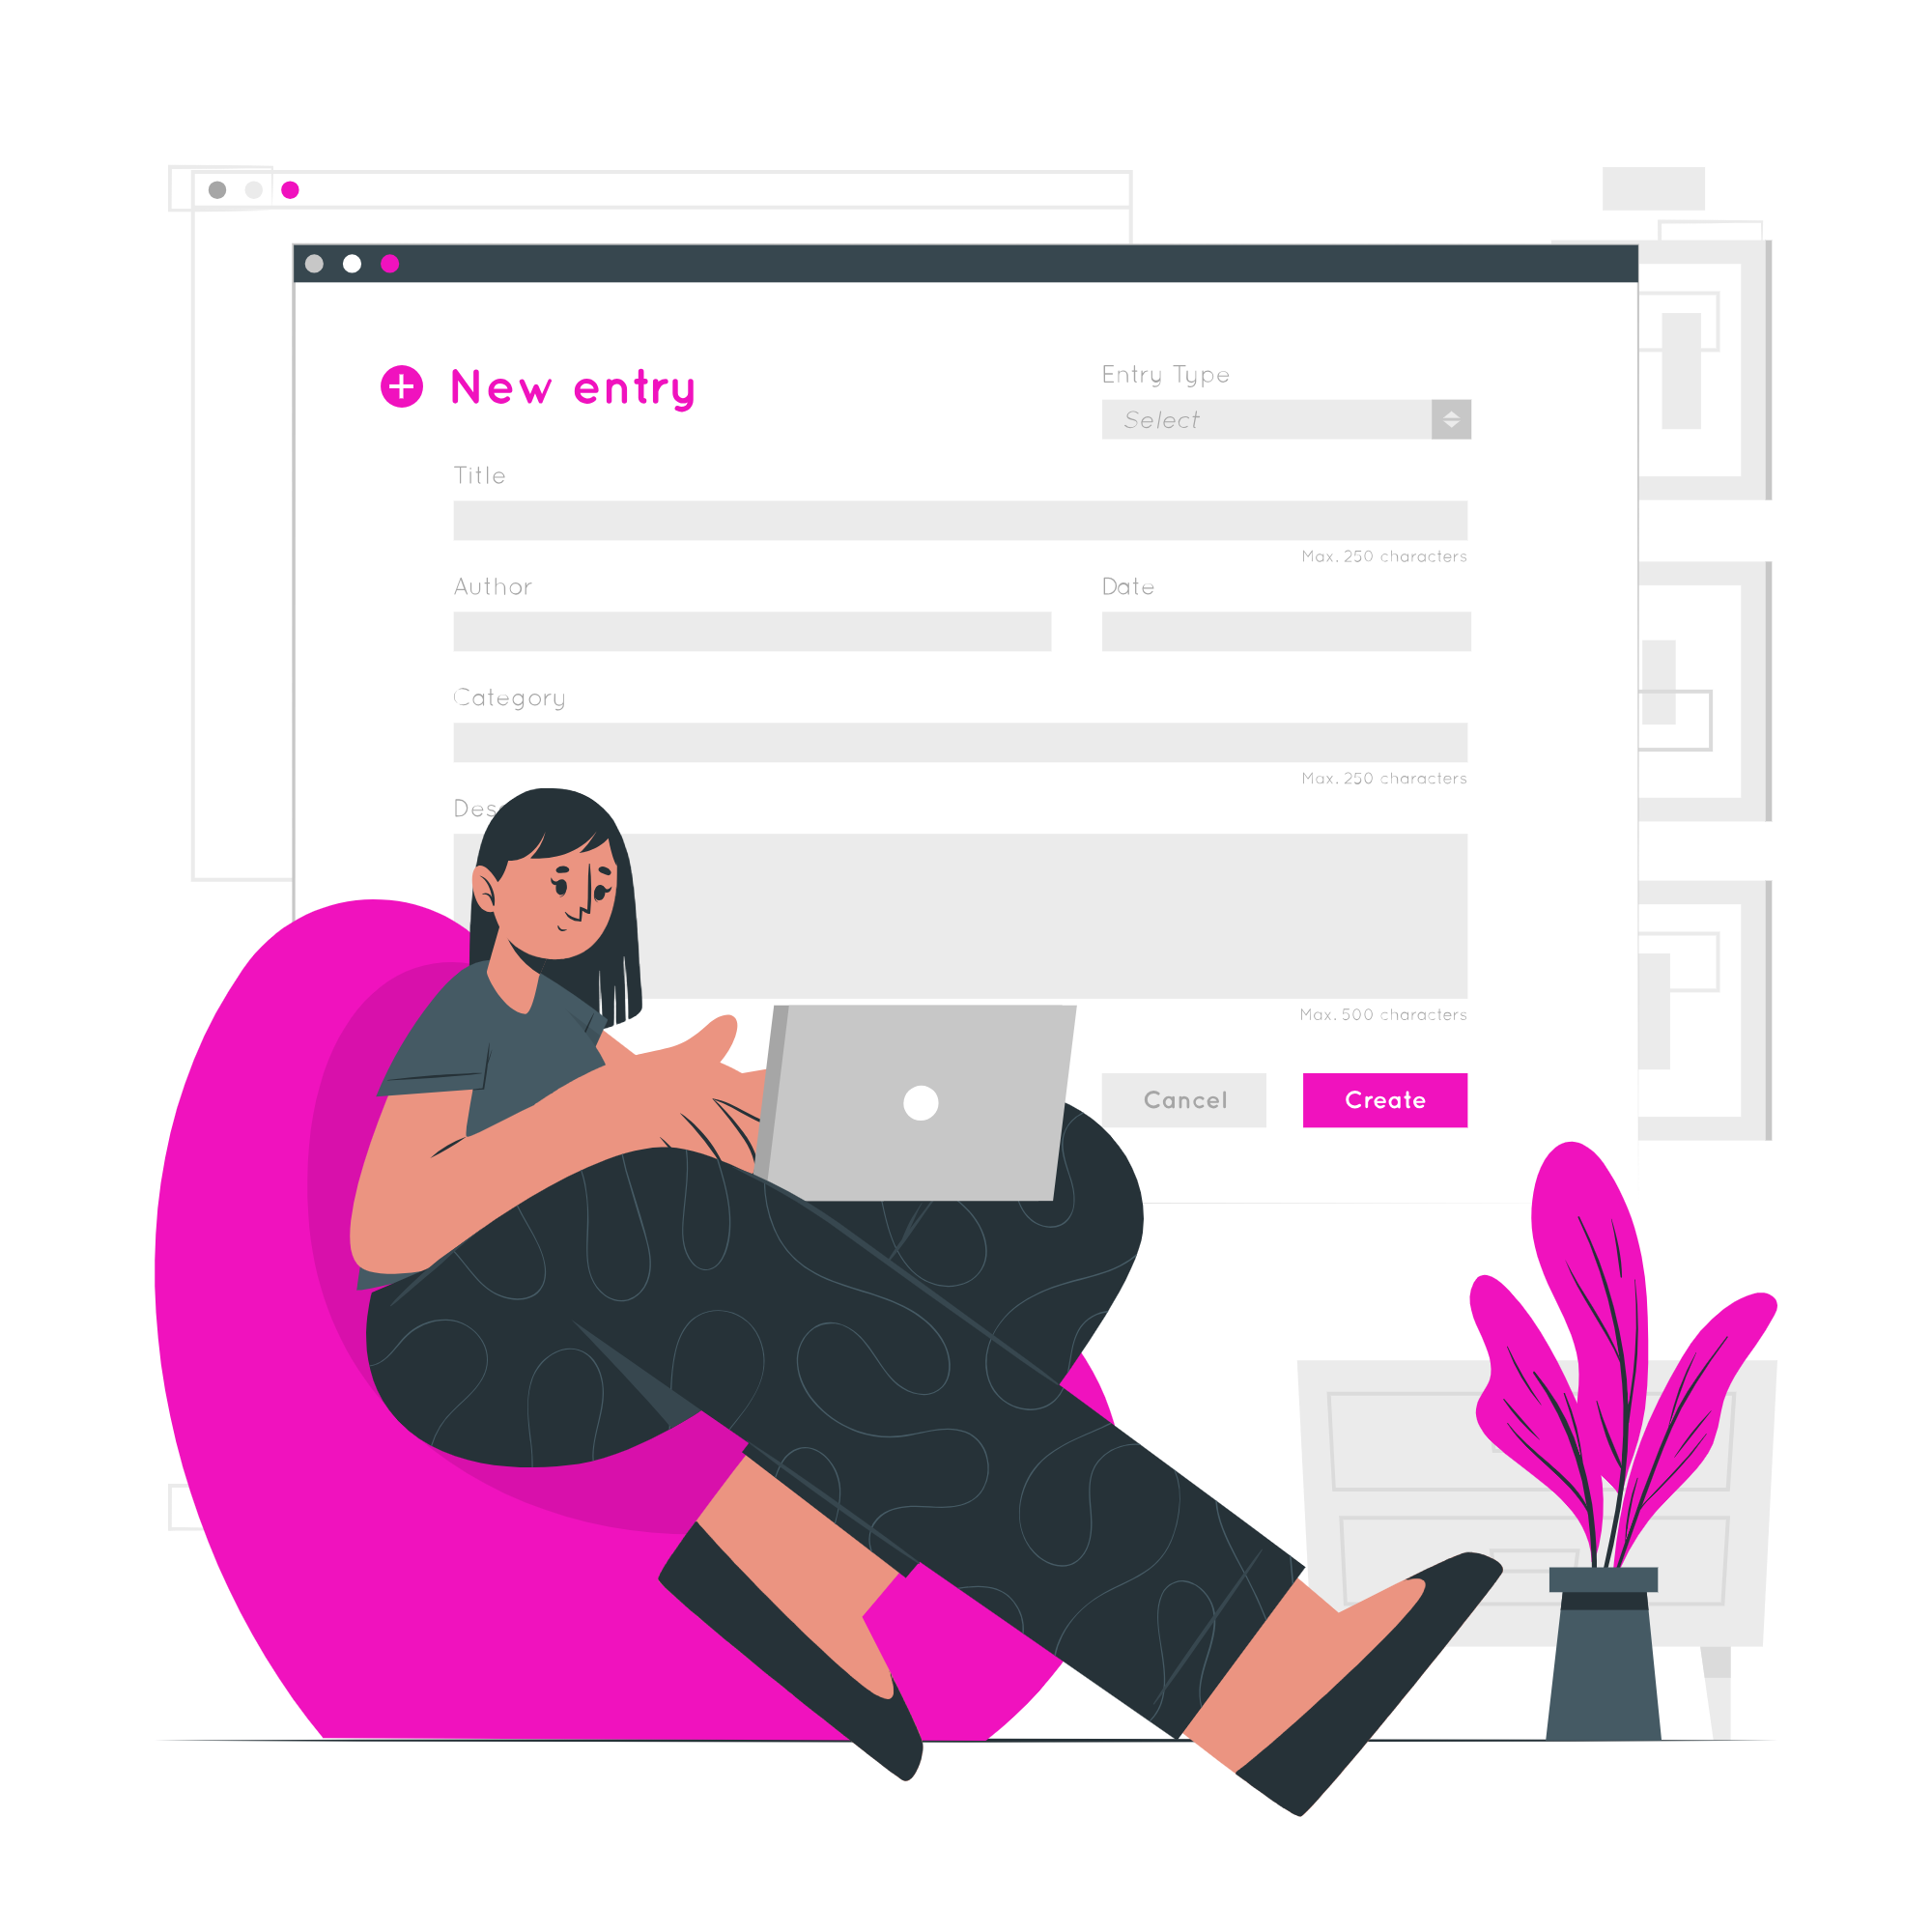 New entry
Entry Type
Select
Title
Max. 250 characters
Author
Date
Category
Max. 250 characters
Des
Max. 500 characters
Cancel
Create